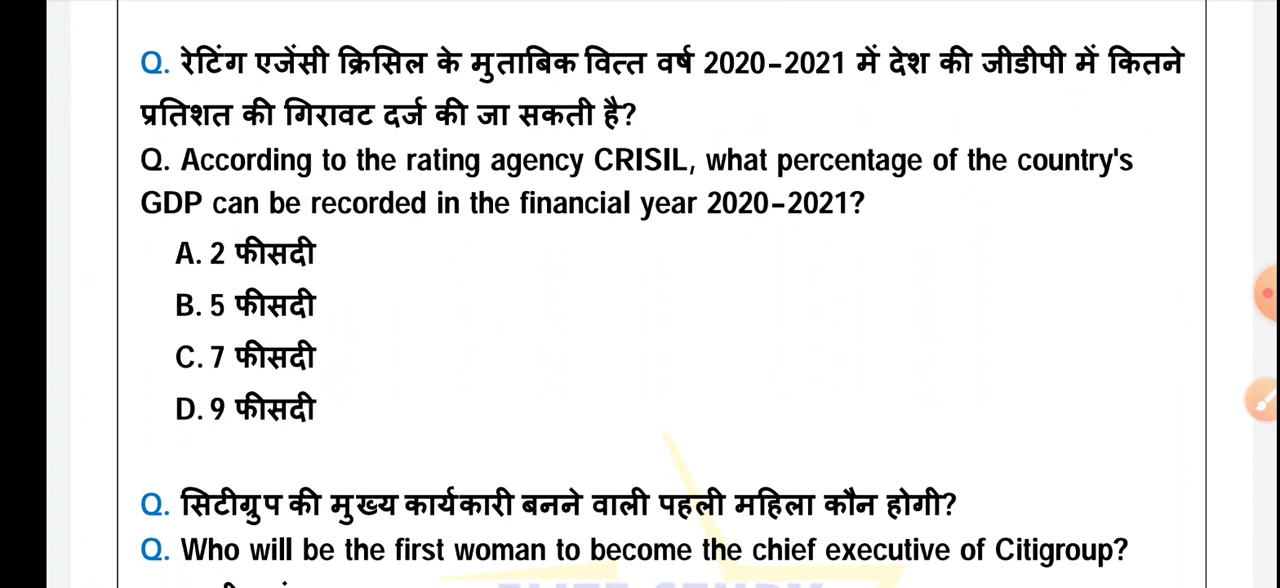 Q. रेटिंग एजेंसी क्रिसिल के मुताबिक वित्त वर्ष 2020-2021 में देश की जीडीपी में कितने
प्रतिशत की गिरावट दर्ज की जा सकती है?
Q. According to the rating agency CRISIL, what percentage of the country's
GDP can be recorded in the financial year 2020-2021?
A. 2 फीसदी
B. 5 फीसदी
C. 7 फीसदी
D. 9 फीसदी
Q. सिटीग्रुप की मुख्य कार्यकारी बनने वाली पहली महिला कौन होगी?
Q. Who will be the first woman to become the chief executive of Citigroup?